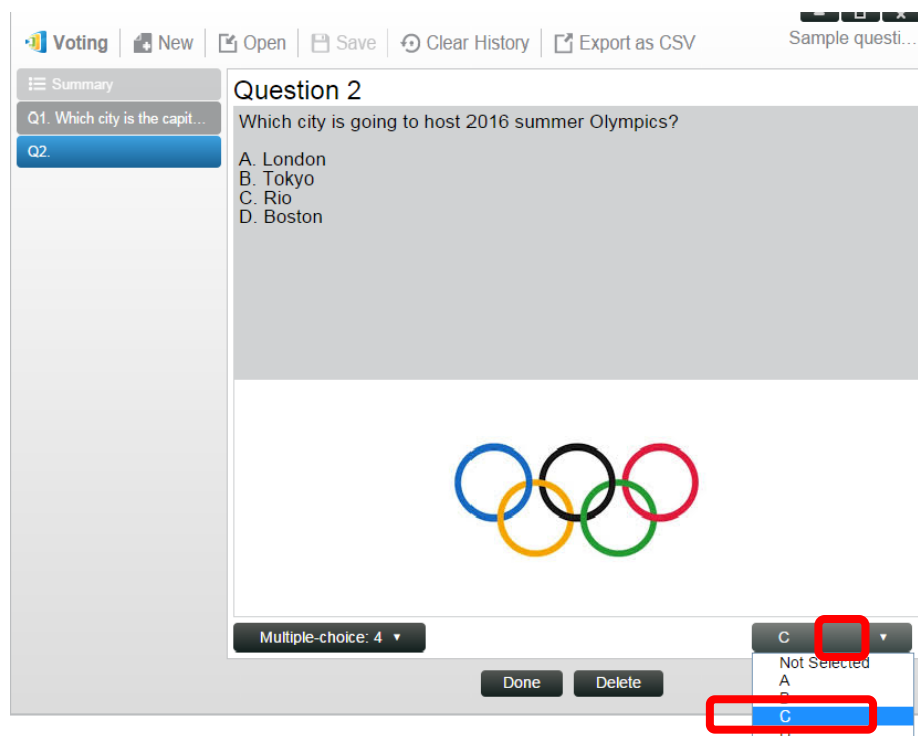 Voting New Open Save Clear History Export as CSV Sample questi...
Summary
Q1. Which city is the capit...
Q2.
Question 2
Which city is going to host 2016 summer Olympics?
A. London
B. Tokyo
C. Rio
D. Boston
Multiple-choice: 4
C
Not Selected
A
C
Done Delete